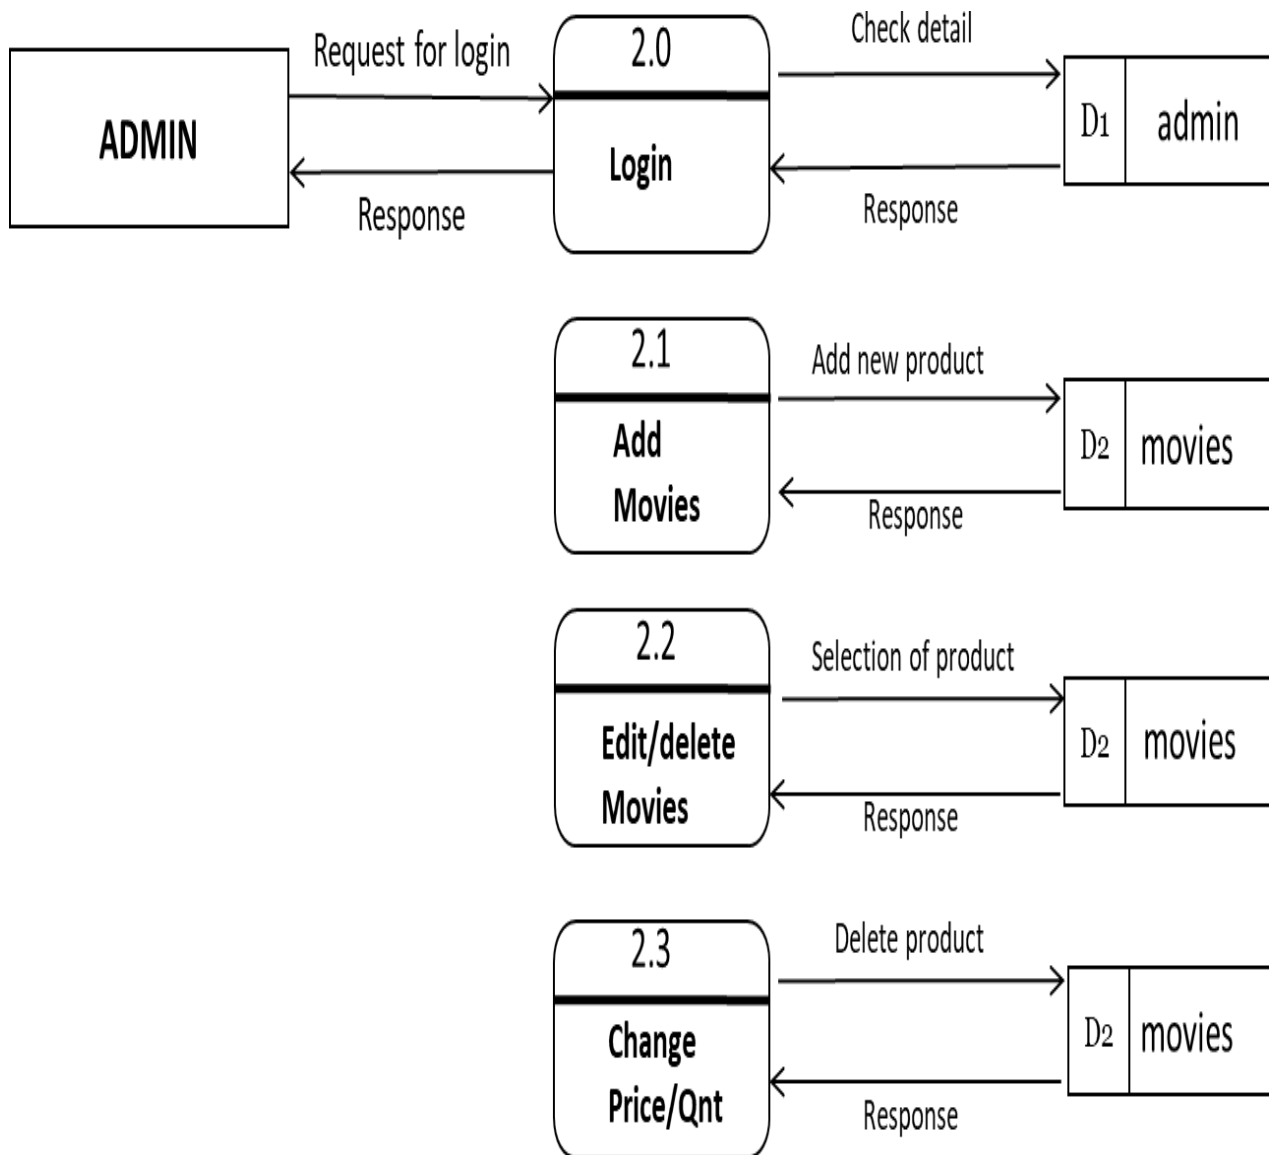 ADMIN
Request for login
Response
2.0
Login
Check detail
Response
D1 admin
2.1
Add
Movies
Add new product
Response
D2 movies
2.2
Edit/delete
Movies
Selection of product
Response
D2 movies
2.3
Change
Price/Qnt
Delete product
Response
D2 movies